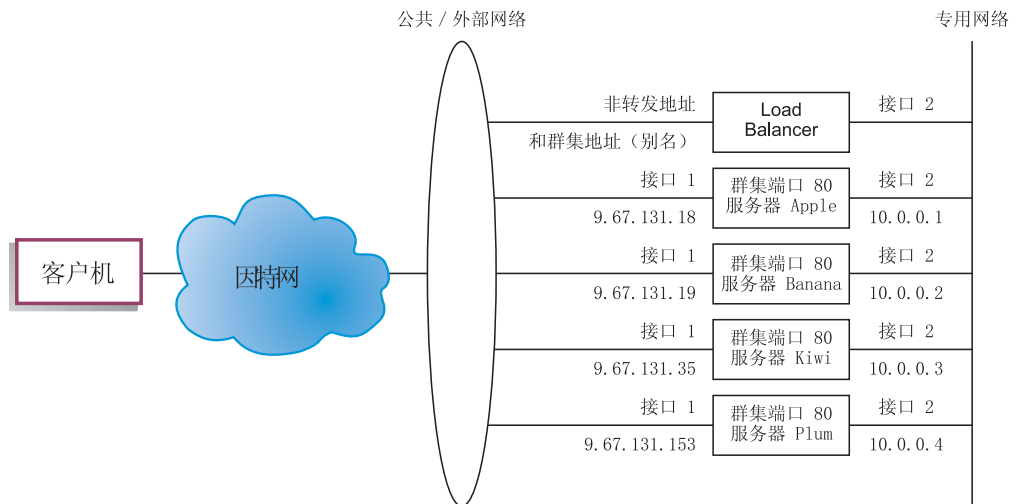 公共 / 外部网络
专用网络
非转发地址
和群集地址（别名）
Load
Balancer
接口 2
接口 1
9.67.131.18
群集端口 80
服务器 Apple
接口 2
10.0.0.1
客户机
因特网
接口 1
9.67.131.19
群集端口 80
服务器 Banana
接口 2
10.0.0.2
接口 1
9.67.131.35
群集端口 80
服务器 Kiwi
接口 2
10.0.0.3
接口 1
9.67.131.153
群集端口 80
服务器 Plum
接口 2
10.0.0.4